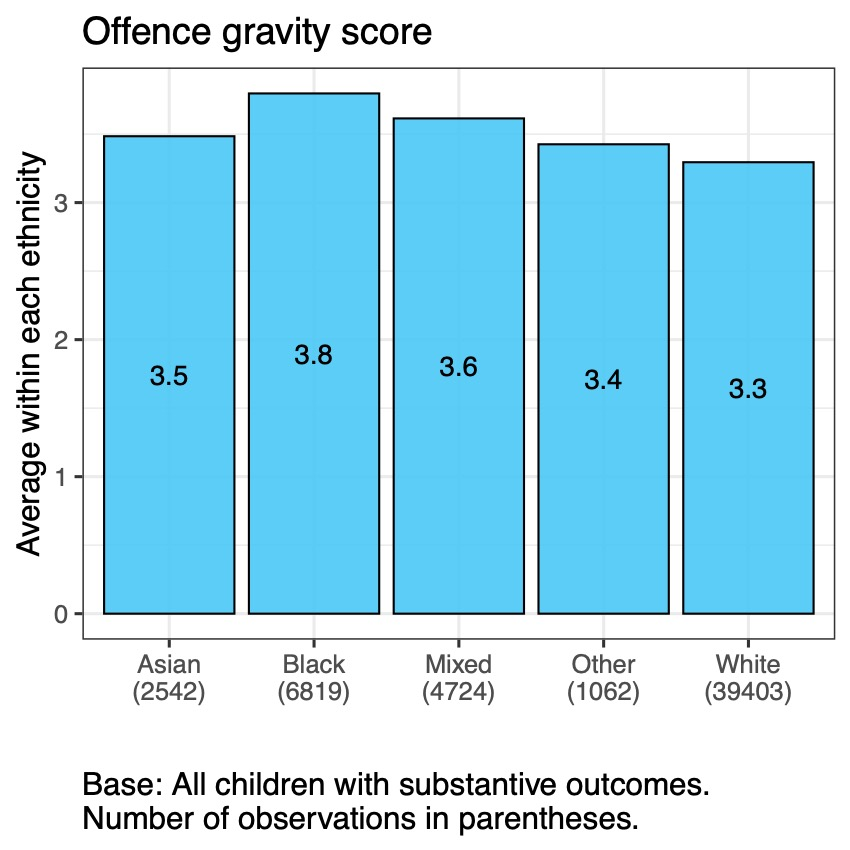 Offence gravity score
Average within each ethnicity
3
2
1
0
3.5
3.8
3.6
3.4
3.3
Asian
(2542)
Black
(6819)
Mixed
(4724)
Other
(1062)
White
(39403)
Base: All children with substantive outcomes.
Number of observations in parentheses.